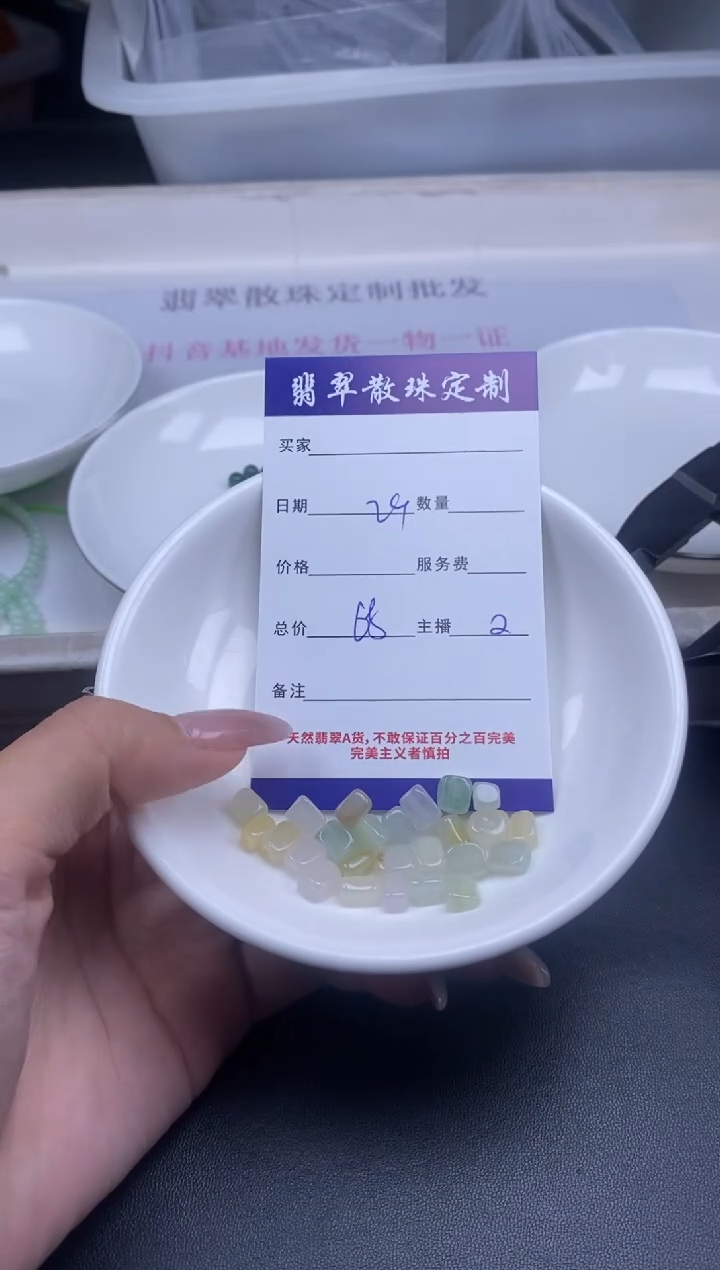 翡翠散珠定制批发
抖音基地发货一物一证
翡翠散珠定制
买家
日期 29 数量
价格 服务费
总价 68 主播 2
备注
天然翡翠A货,不敢保证百分之百完美
完美主义者慎拍